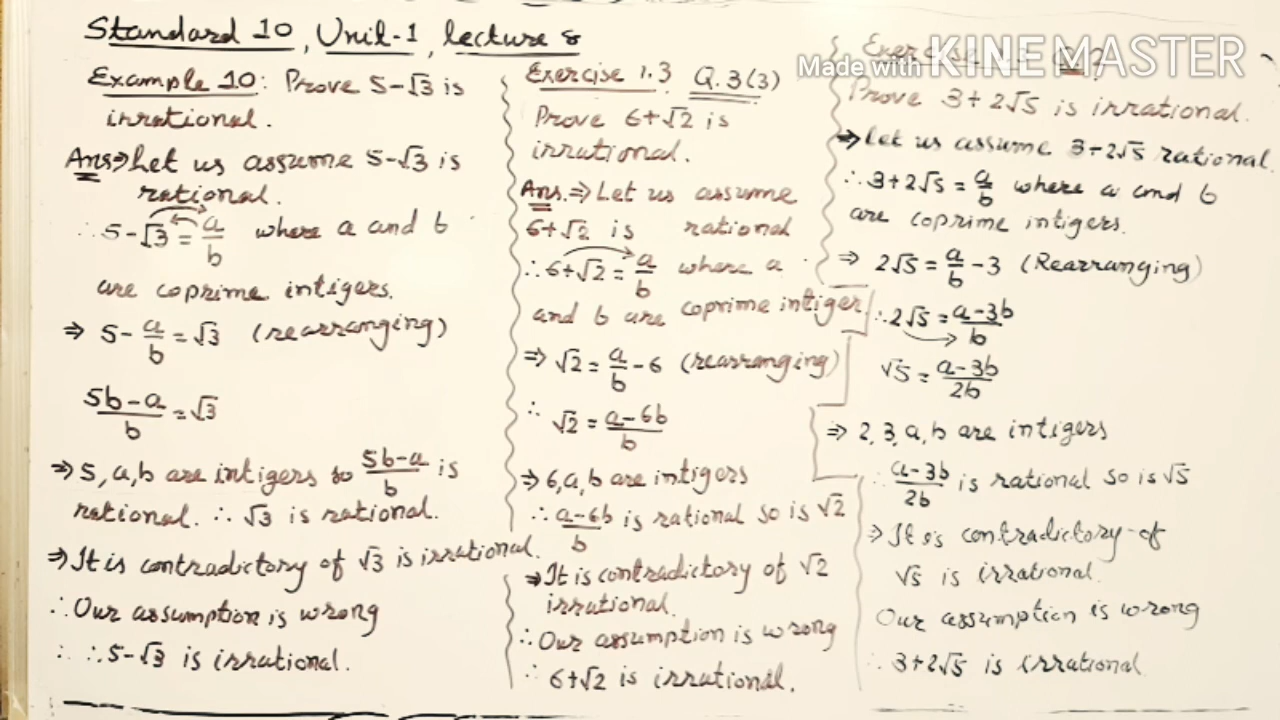 Standard 10, Unit-1, lecture 8
Example 10: Prove 5-√3 is
irrational.
Ans⇒ Let us assume 5-√3 is
rational.
∴ 5-√3 = a/b where a and b
are coprime intigers.
⇒ 5 - a/b = √3 (rearranging)
5b-a/b = √3
⇒ 5, a, b are intigers so 5b-a/b is
rational. ∴ √3 is rational.
⇒ It is contradictory of √3 is irrational.
∴ Our assumption is wrong
∴ ∴ 5-√3 is irrational.
Exercise 1.3 Q.3(3)
Prove 6+√2 is
irrational.
Ans.⇒ Let us assume
6+√2 is rational
∴ 6+√2 = a/b where a
and b are coprime intiger
⇒ √2 = a/b - 6 (rearranging)
∴ √2 = a-6b/b
⇒ 6, a, b are intigers
∴ a-6b/b is rational so is √2
⇒ It is contradictory of √2
irrational.
∴ Our assumption is wrong
∴ 6+√2 is irrational.
Exercise
Made with KINEMASTER
Prove 3+2√5 is irrational.
⇒ Let us assume 3+2√5 rational.
∴ 3+2√5 = a/b where a and b
are coprime intigers.
⇒ 2√5 = a/b - 3 (Rearranging)
∴ 2√5 = a-3b/b
√5 = a-3b/2b
⇒ 2, 3, a, b are intigers
∴ a-3b/2b is rational so is √5
⇒ It is contradictory of
√5 is irrational.
Our assumption is wrong
∴ 3+2√5 is irrational